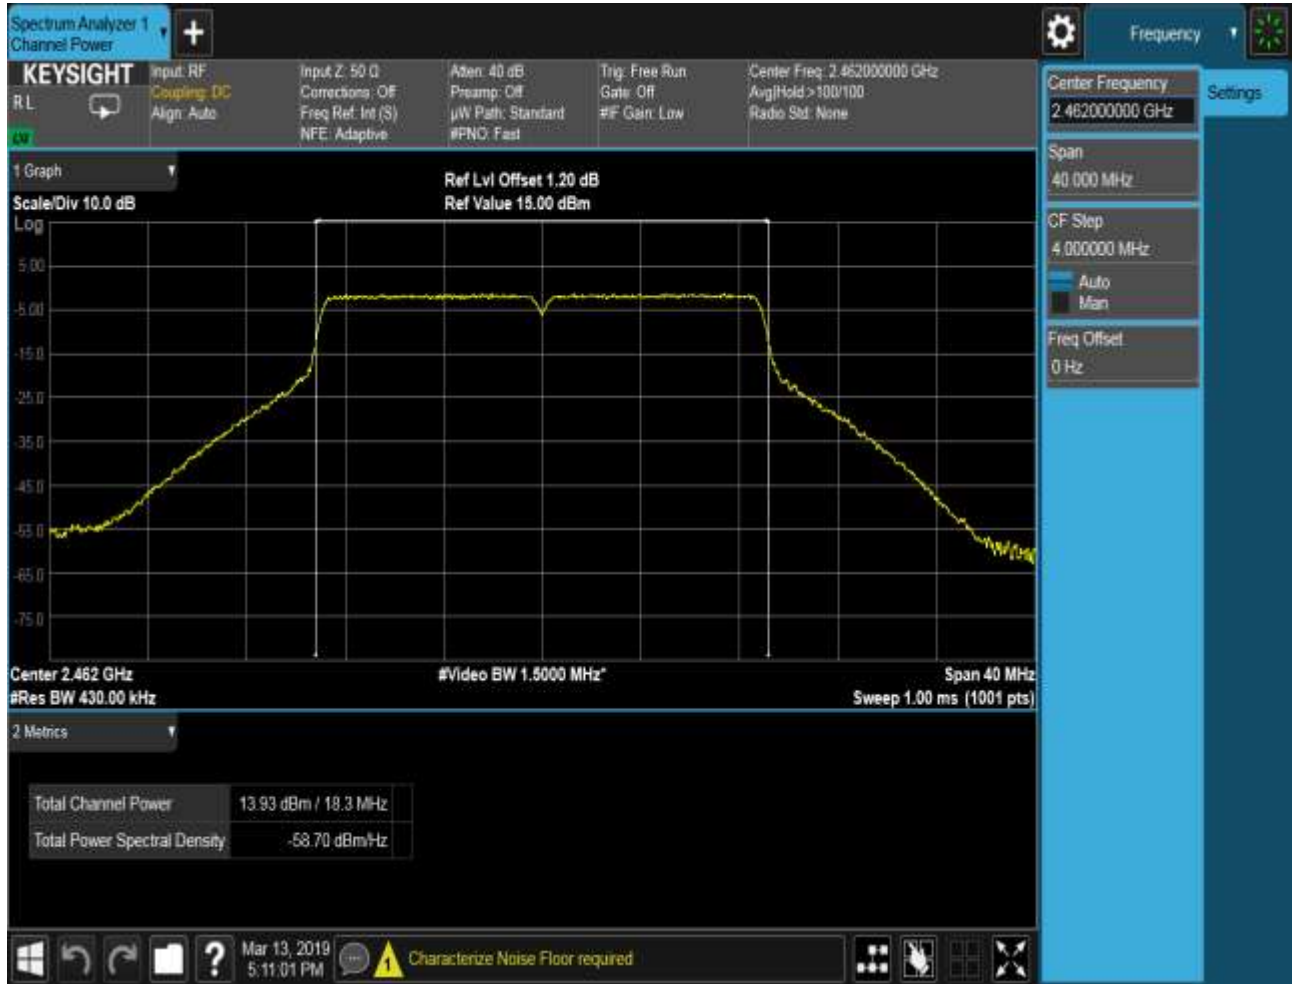 Spectrum Analyzer 1
Channel Power
+
Frequency
KEYSIGHT
RL
Input: RF
Coupling: DC
Align: Auto
Input Z: 50 Ω
Corrections: Off
Freq Ref: Int (S)
NFE: Adaptive
Atten: 40 dB
Preamp: Off
µW Path: Standard
#PNO: Fast
Trig: Free Run
Gate: Off
#IF Gain: Low
Center Freq: 2.462000000 GHz
Avg|Hold:>100/100
Radio Std: None
Center Frequency
2.462000000 GHz
Settings
Span
40.000 MHz
CF Step
4.000000 MHz
Auto
Man
Freq Offset
0 Hz
1 Graph
Scale/Div 10.0 dB
Ref Lvl Offset 1.20 dB
Ref Value 15.00 dBm
Log
5.00
-5.00
-15.0
-25.0
-35.0
-45.0
-55.0
-65.0
-75.0
Center 2.462 GHz
#Video BW 1.5000 MHz*
Span 40 MHz
#Res BW 430.00 kHz
Sweep 1.00 ms (1001 pts)
2 Metrics
Total Channel Power 13.93 dBm / 18.3 MHz
Total Power Spectral Density -58.70 dBm/Hz
?
Mar 13, 2019
5:11:01 PM
1
Characterize Noise Floor required